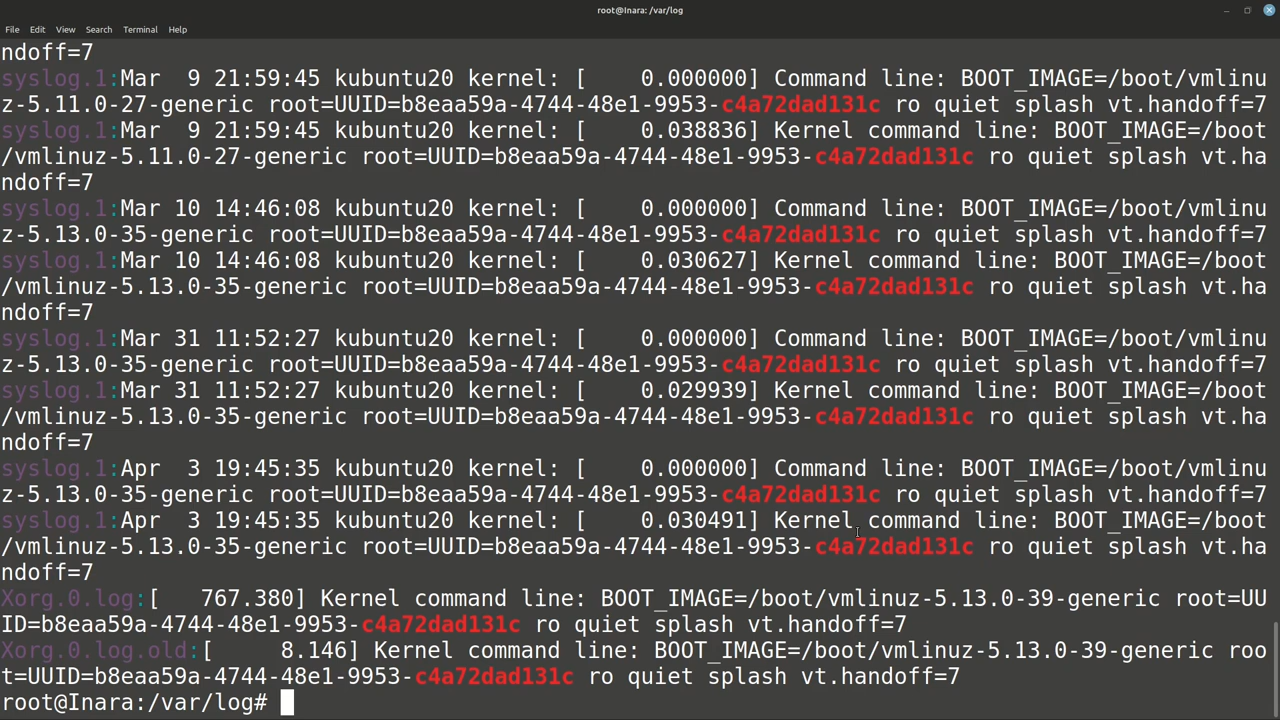 root@Inara: /var/log
File Edit View Search Terminal Help
ndoff=7
syslog.1:Mar  9 21:59:45 kubuntu20 kernel: [    0.000000] Command line: BOOT_IMAGE=/boot/vmlinu
z-5.11.0-27-generic root=UUID=b8eaa59a-4744-48e1-9953-c4a72dad131c ro quiet splash vt.handoff=7
syslog.1:Mar  9 21:59:45 kubuntu20 kernel: [    0.038836] Kernel command line: BOOT_IMAGE=/boot
/vmlinuz-5.11.0-27-generic root=UUID=b8eaa59a-4744-48e1-9953-c4a72dad131c ro quiet splash vt.ha
ndoff=7
syslog.1:Mar 10 14:46:08 kubuntu20 kernel: [    0.000000] Command line: BOOT_IMAGE=/boot/vmlinu
z-5.13.0-35-generic root=UUID=b8eaa59a-4744-48e1-9953-c4a72dad131c ro quiet splash vt.handoff=7
syslog.1:Mar 10 14:46:08 kubuntu20 kernel: [    0.030627] Kernel command line: BOOT_IMAGE=/boot
/vmlinuz-5.13.0-35-generic root=UUID=b8eaa59a-4744-48e1-9953-c4a72dad131c ro quiet splash vt.ha
ndoff=7
syslog.1:Mar 31 11:52:27 kubuntu20 kernel: [    0.000000] Command line: BOOT_IMAGE=/boot/vmlinu
z-5.13.0-35-generic root=UUID=b8eaa59a-4744-48e1-9953-c4a72dad131c ro quiet splash vt.handoff=7
syslog.1:Mar 31 11:52:27 kubuntu20 kernel: [    0.029939] Kernel command line: BOOT_IMAGE=/boot
/vmlinuz-5.13.0-35-generic root=UUID=b8eaa59a-4744-48e1-9953-c4a72dad131c ro quiet splash vt.ha
ndoff=7
syslog.1:Apr  3 19:45:35 kubuntu20 kernel: [    0.000000] Command line: BOOT_IMAGE=/boot/vmlinu
z-5.13.0-35-generic root=UUID=b8eaa59a-4744-48e1-9953-c4a72dad131c ro quiet splash vt.handoff=7
syslog.1:Apr  3 19:45:35 kubuntu20 kernel: [    0.030491] Kernel command line: BOOT_IMAGE=/boot
/vmlinuz-5.13.0-35-generic root=UUID=b8eaa59a-4744-48e1-9953-c4a72dad131c ro quiet splash vt.ha
ndoff=7
Xorg.0.log:[   767.380] Kernel command line: BOOT_IMAGE=/boot/vmlinuz-5.13.0-39-generic root=UU
ID=b8eaa59a-4744-48e1-9953-c4a72dad131c ro quiet splash vt.handoff=7
Xorg.0.log.old:[     8.146] Kernel command line: BOOT_IMAGE=/boot/vmlinuz-5.13.0-39-generic roo
t=UUID=b8eaa59a-4744-48e1-9953-c4a72dad131c ro quiet splash vt.handoff=7
root@Inara:/var/log#